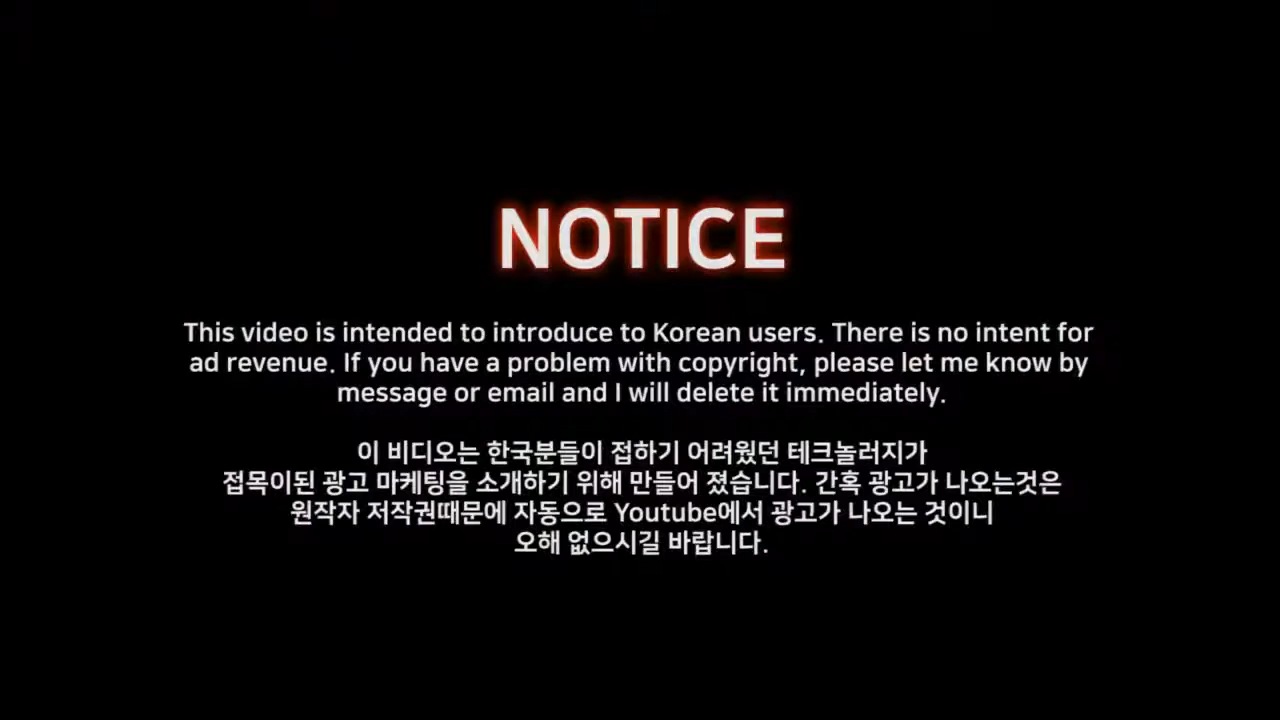 NOTICE
This video is intended to introduce to Korean users. There is no intent for
ad revenue. If you have a problem with copyright, please let me know by
message or email and I will delete it immediately.
이 비디오는 한국분들이 접하기 어려웠던 테크놀러지가
접목이된 광고 마케팅을 소개하기 위해 만들어 졌습니다. 간혹 광고가 나오는것은
원작자 저작권때문에 자동으로 Youtube에서 광고가 나오는 것이니
오해 없으시길 바랍니다.